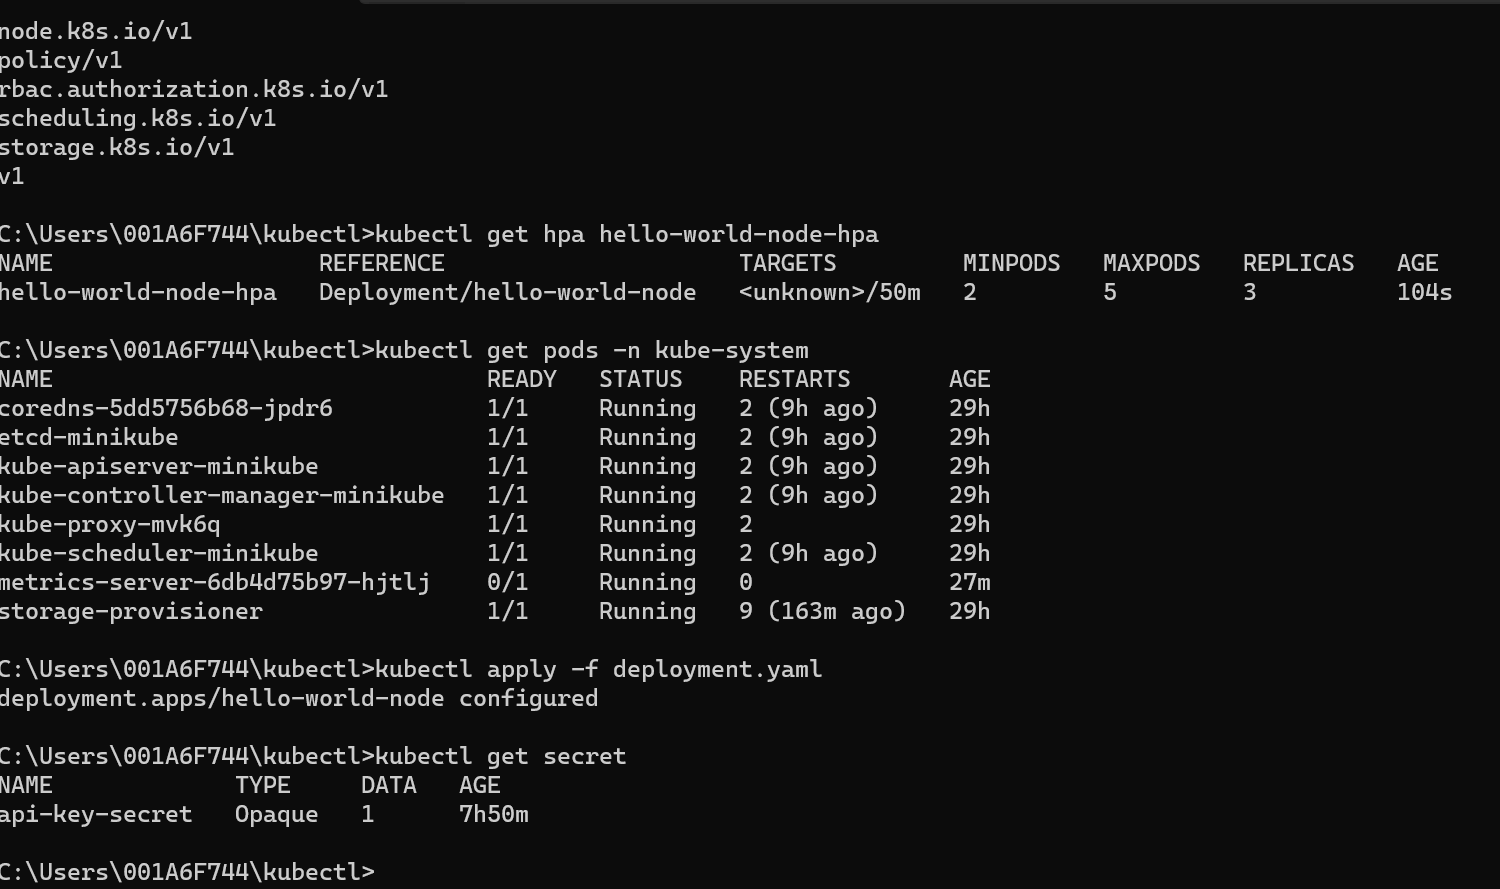 node.k8s.io/v1
policy/v1
rbac.authorization.k8s.io/v1
scheduling.k8s.io/v1
storage.k8s.io/v1
v1
C:\Users\001A6F744\kubectl>kubectl get hpa hello-world-node-hpa
NAME REFERENCE TARGETS MINPODS MAXPODS REPLICAS AGE
hello-world-node-hpa Deployment/hello-world-node <unknown>/50m 2 5 3 104s
C:\Users\001A6F744\kubectl>kubectl get pods -n kube-system
NAME READY STATUS RESTARTS AGE
coredns-5dd5756b68-jpdr6 1/1 Running 2 (9h ago) 29h
etcd-minikube 1/1 Running 2 (9h ago) 29h
kube-apiserver-minikube 1/1 Running 2 (9h ago) 29h
kube-controller-manager-minikube 1/1 Running 2 (9h ago) 29h
kube-proxy-mvk6q 1/1 Running 2 29h
kube-scheduler-minikube 1/1 Running 2 (9h ago) 29h
metrics-server-6db4d75b97-hjtlj 0/1 Running 0 27m
storage-provisioner 1/1 Running 9 (163m ago) 29h
C:\Users\001A6F744\kubectl>kubectl apply -f deployment.yaml
deployment.apps/hello-world-node configured
C:\Users\001A6F744\kubectl>kubectl get secret
NAME TYPE DATA AGE
api-key-secret Opaque 1 7h50m
C:\Users\001A6F744\kubectl>